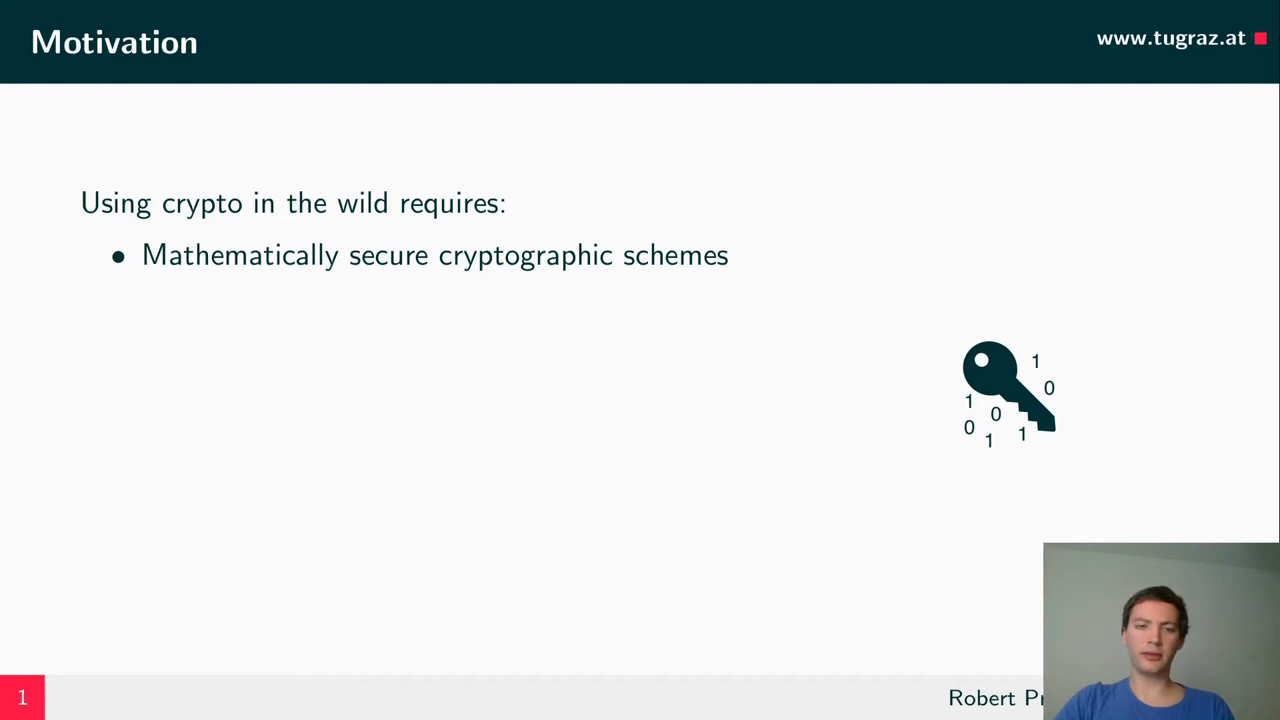 Motivation
www.tugraz.at
Using crypto in the wild requires:
• Mathematically secure cryptographic schemes
1
0
1
0
0
1
1
1
Robert